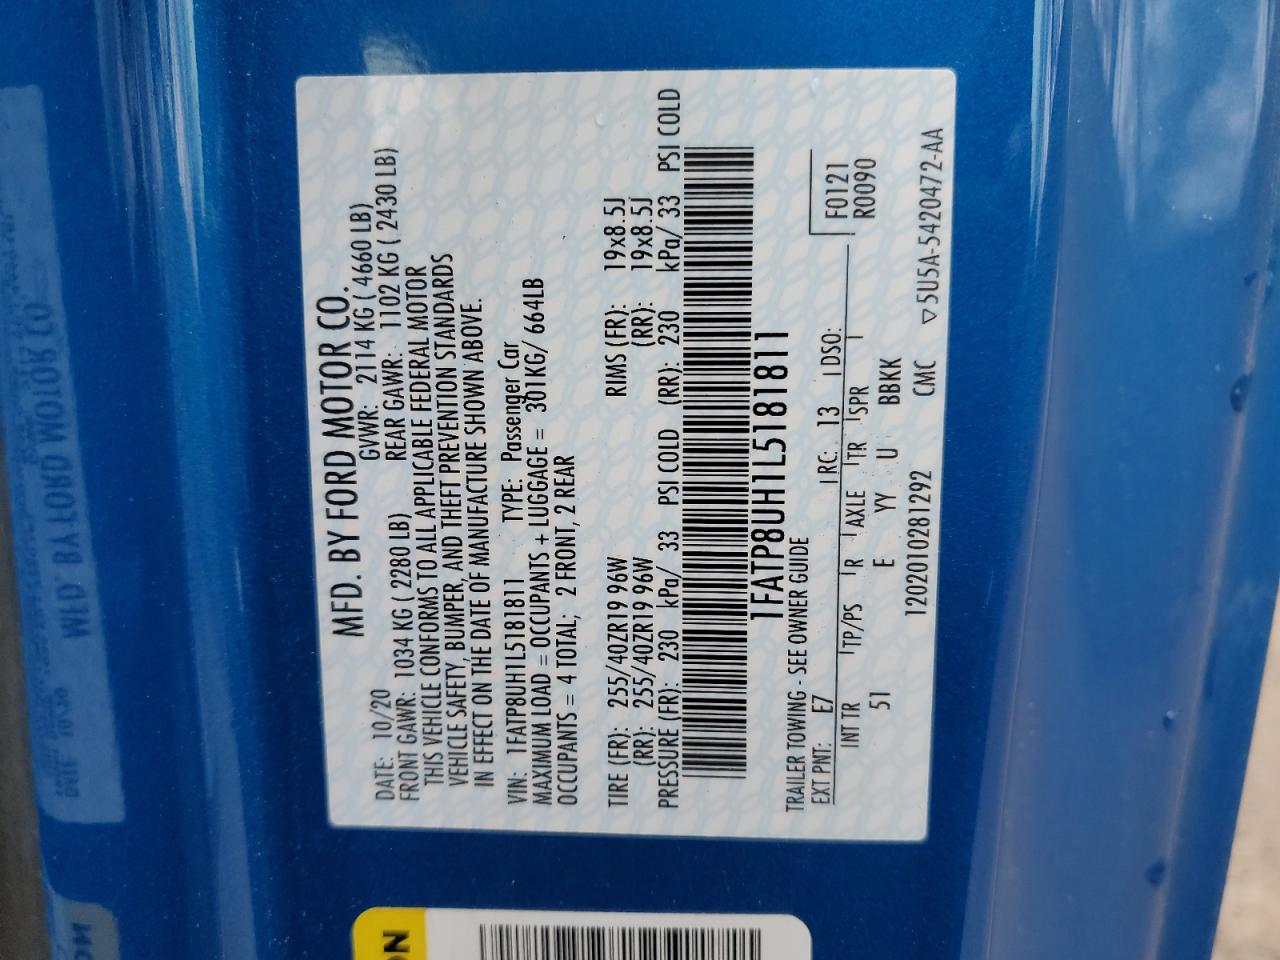 MFD. BY FORD MOTOR CO.
DATE: 10/20 GVWR: 2114 KG ( 4660 LB)
FRONT GAWR: 1034 KG ( 2280 LB) REAR GAWR: 1102 KG ( 2430 LB)
THIS VEHICLE CONFORMS TO ALL APPLICABLE FEDERAL MOTOR
VEHICLE SAFETY, BUMPER, AND THEFT PREVENTION STANDARDS
IN EFFECT ON THE DATE OF MANUFACTURE SHOWN ABOVE.
VIN: 1FATP8UH1L5181811 TYPE: Passenger Car
MAXIMUM LOAD = OCCUPANTS + LUGGAGE = 301KG/ 664LB
OCCUPANTS = 4 TOTAL; 2 FRONT, 2 REAR
TIRE (FR): 255/40ZR19 96W RIMS (FR): 19x8.5J
(RR): 255/40ZR19 96W (RR): 19x8.5J
PRESSURE (FR): 230 kPa/ 33 PSI COLD (RR): 230 kPa/ 33 PSI COLD
1FATP8UH1L5181811
TRAILER TOWING - SEE OWNER GUIDE
EXT PNT: E7 RC: 13 DSO: F0121
INT TR TP/PS R AXLE TR SPR R0090
51 E YY U BBKK
120201028​1292 CMC ▽5U5A-5420472-AA
ON